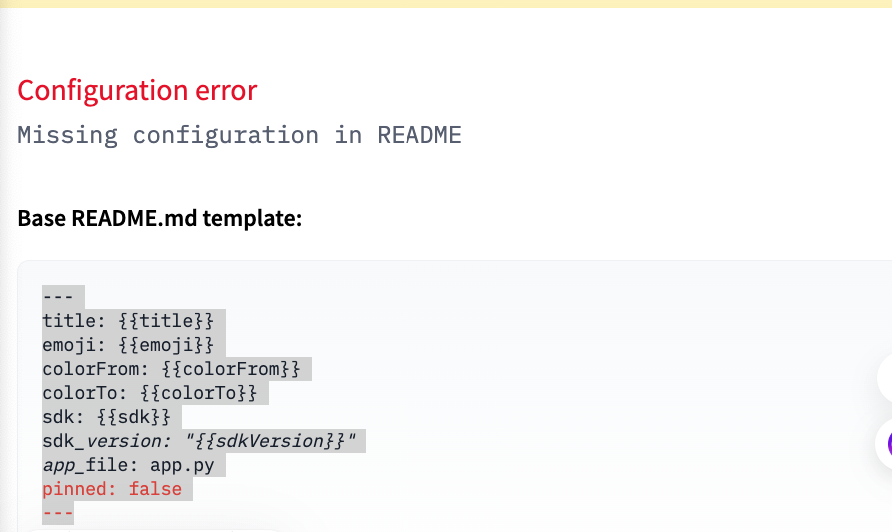 Configuration error
Missing configuration in README
Base README.md template:
---
title: {{title}}
emoji: {{emoji}}
colorFrom: {{colorFrom}}
colorTo: {{colorTo}}
sdk: {{sdk}}
sdk_version: "{{sdkVersion}}"
app_file: app.py
pinned: false
---